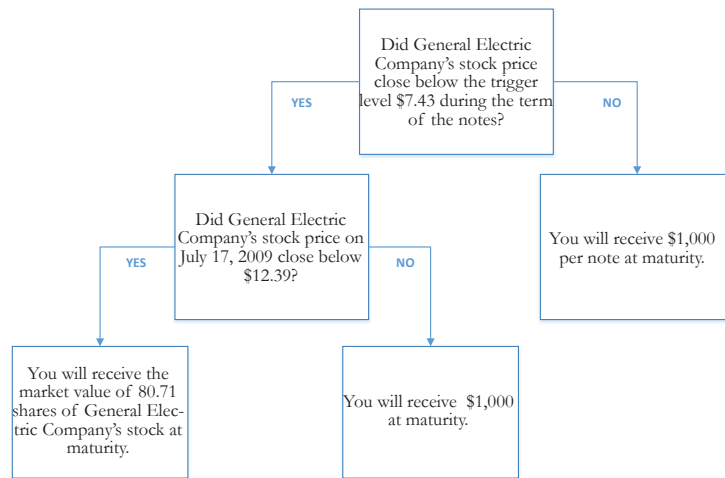 Did General Electric
Company's stock price
close below the trigger
level $7.43 during the term
of the notes?
YES
NO
Did General Electric
Company's stock price on
July 17, 2009 close below
$12.39?
You will receive $1,000
per note at maturity.
YES
NO
You will receive the
market value of 80.71
shares of General Elec-
tric Company's stock at
maturity.
You will receive $1,000
at maturity.